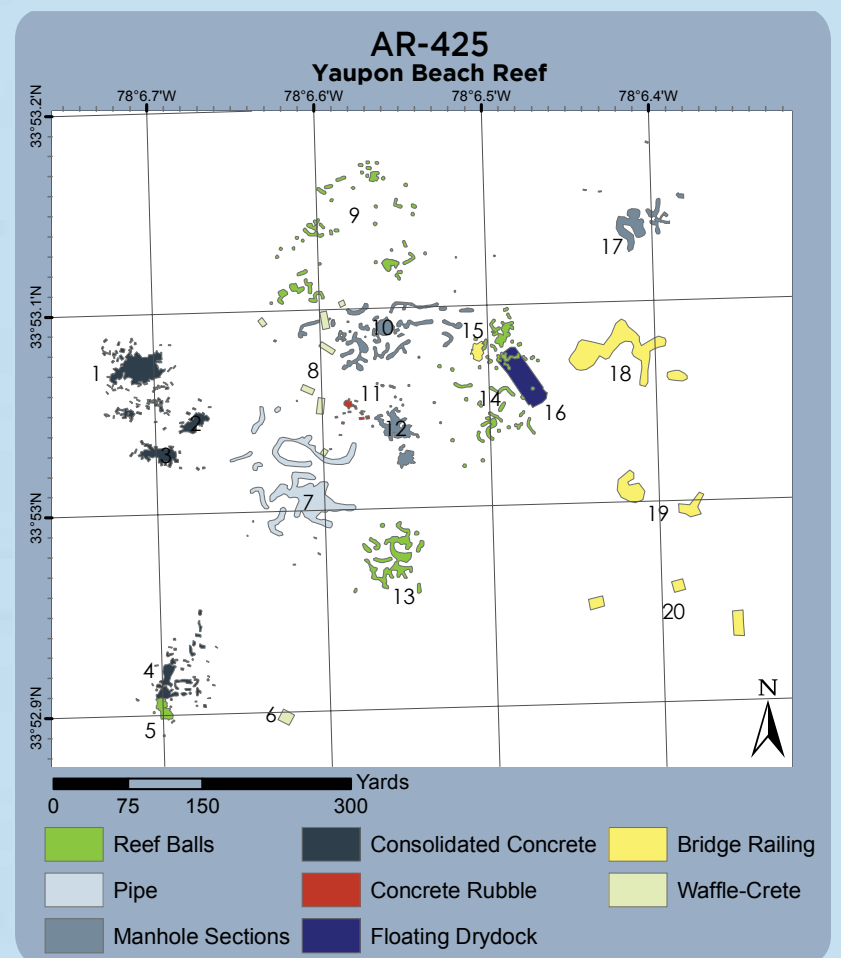 AR-425
Yaupon Beach Reef
78°6.7'W 78°6.6'W 78°6.5'W 78°6.4'W
33°53.2'N
33°53.1'N
33°53'N
33°52.9'N
9
17
10
15
1
8
18
11
14
16
2
12
3
7
19
13
20
4
6
5
N
Yards
0 75 150 300
Reef Balls Consolidated Concrete Bridge Railing
Pipe Concrete Rubble Waffle-Crete
Manhole Sections Floating Drydock